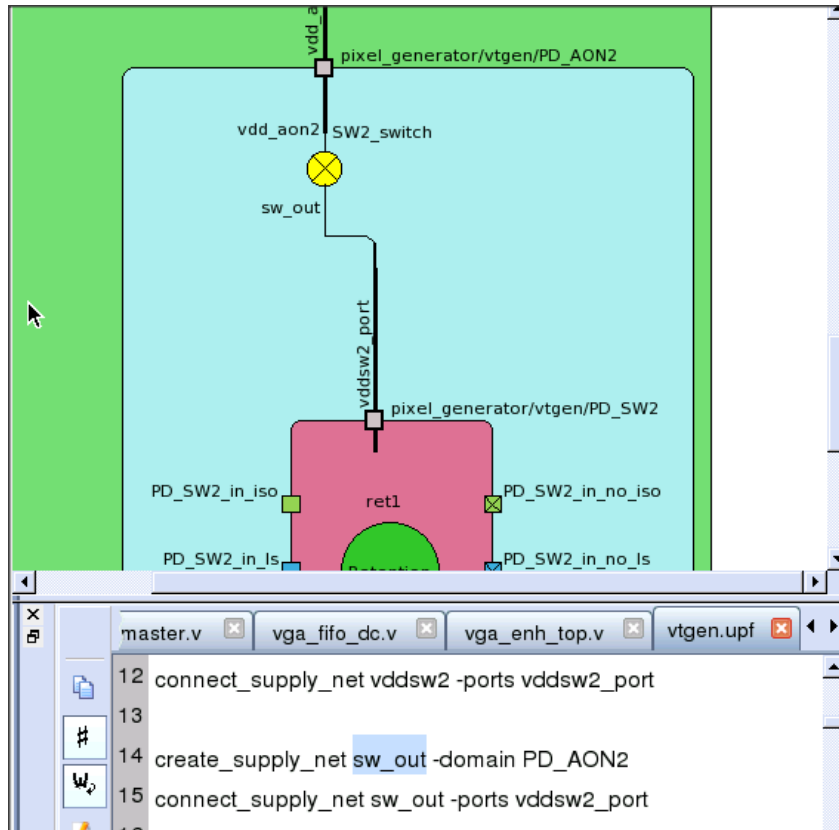 vdd_a
pixel_generator/vtgen/PD_AON2
vdd_aon2 SW2_switch
sw_out
vddsw2_port
pixel_generator/vtgen/PD_SW2
PD_SW2_in_iso
ret1
PD_SW2_in_no_iso
PD_SW2_in_ls
Retention
PD_SW2_in_no_ls
master.v
vga_fifo_dc.v
vga_enh_top.v
vtgen.upf
12 connect_supply_net vddsw2 -ports vddsw2_port
13
14 create_supply_net sw_out -domain PD_AON2
15 connect_supply_net sw_out -ports vddsw2_port